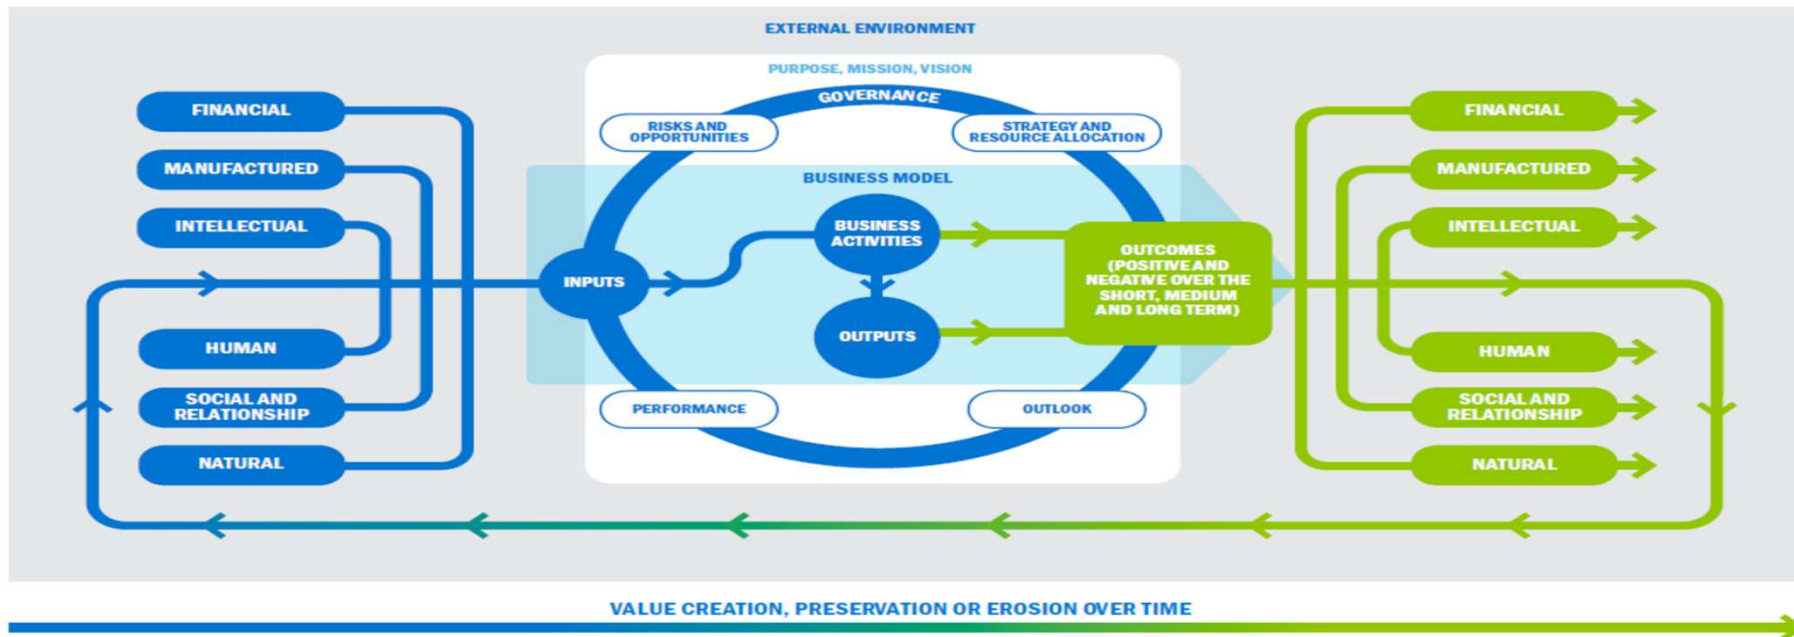 EXTERNAL ENVIRONMENT
PURPOSE, MISSION, VISION
GOVERNANCE
FINANCIAL
MANUFACTURED
INTELLECTUAL
HUMAN
SOCIAL AND
RELATIONSHIP
NATURAL
RISKS AND
OPPORTUNITIES
STRATEGY AND
RESOURCE ALLOCATION
BUSINESS MODEL
INPUTS
BUSINESS
ACTIVITIES
OUTPUTS
OUTCOMES
(POSITIVE AND
NEGATIVE OVER THE
SHORT, MEDIUM
AND LONG TERM)
PERFORMANCE
OUTLOOK
FINANCIAL
MANUFACTURED
INTELLECTUAL
HUMAN
SOCIAL AND
RELATIONSHIP
NATURAL
VALUE CREATION, PRESERVATION OR EROSION OVER TIME